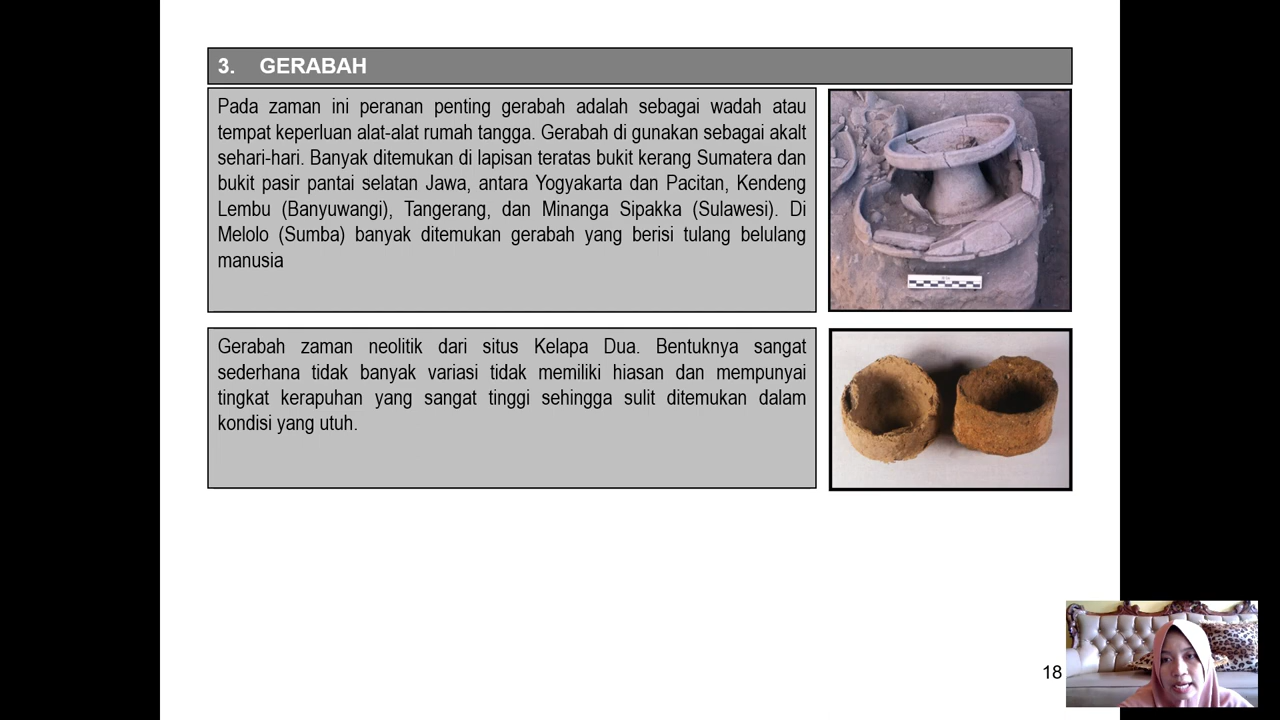 3. GERABAH
Pada zaman ini peranan penting gerabah adalah sebagai wadah atau
tempat keperluan alat-alat rumah tangga. Gerabah di gunakan sebagai akalt
sehari-hari. Banyak ditemukan di lapisan teratas bukit kerang Sumatera dan
bukit pasir pantai selatan Jawa, antara Yogyakarta dan Pacitan, Kendeng
Lembu (Banyuwangi), Tangerang, dan Minanga Sipakka (Sulawesi). Di
Melolo (Sumba) banyak ditemukan gerabah yang berisi tulang belulang
manusia
Gerabah zaman neolitik dari situs Kelapa Dua. Bentuknya sangat
sederhana tidak banyak variasi tidak memiliki hiasan dan mempunyai
tingkat kerapuhan yang sangat tinggi sehingga sulit ditemukan dalam
kondisi yang utuh.
18